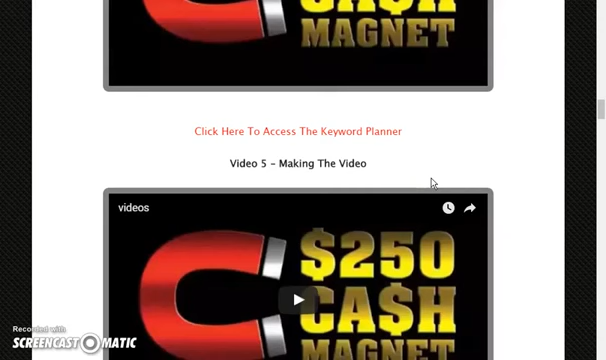 CA$H
MAGNET
Click Here To Access The Keyword Planner
Video 5 – Making The Video
videos
$250
CA$H
MAGNET
Recorded with
SCREENCAST-O-MATIC